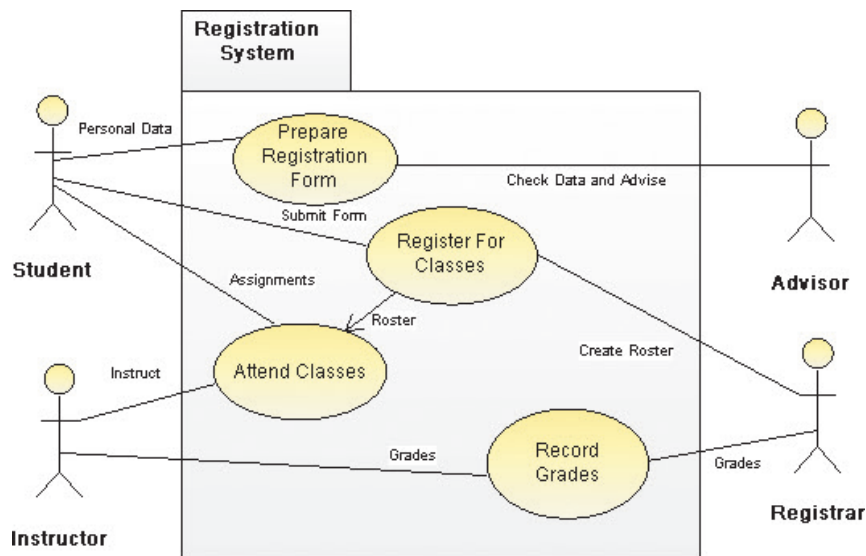 Registration
System
Personal Data
Prepare
Registration
Form
Check Data and Advise
Submit Form
Register For
Classes
Student
Advisor
Assignments
Roster
Create Roster
Instruct
Attend Classes
Grades
Record
Grades
Grades
Registrar
Instructor